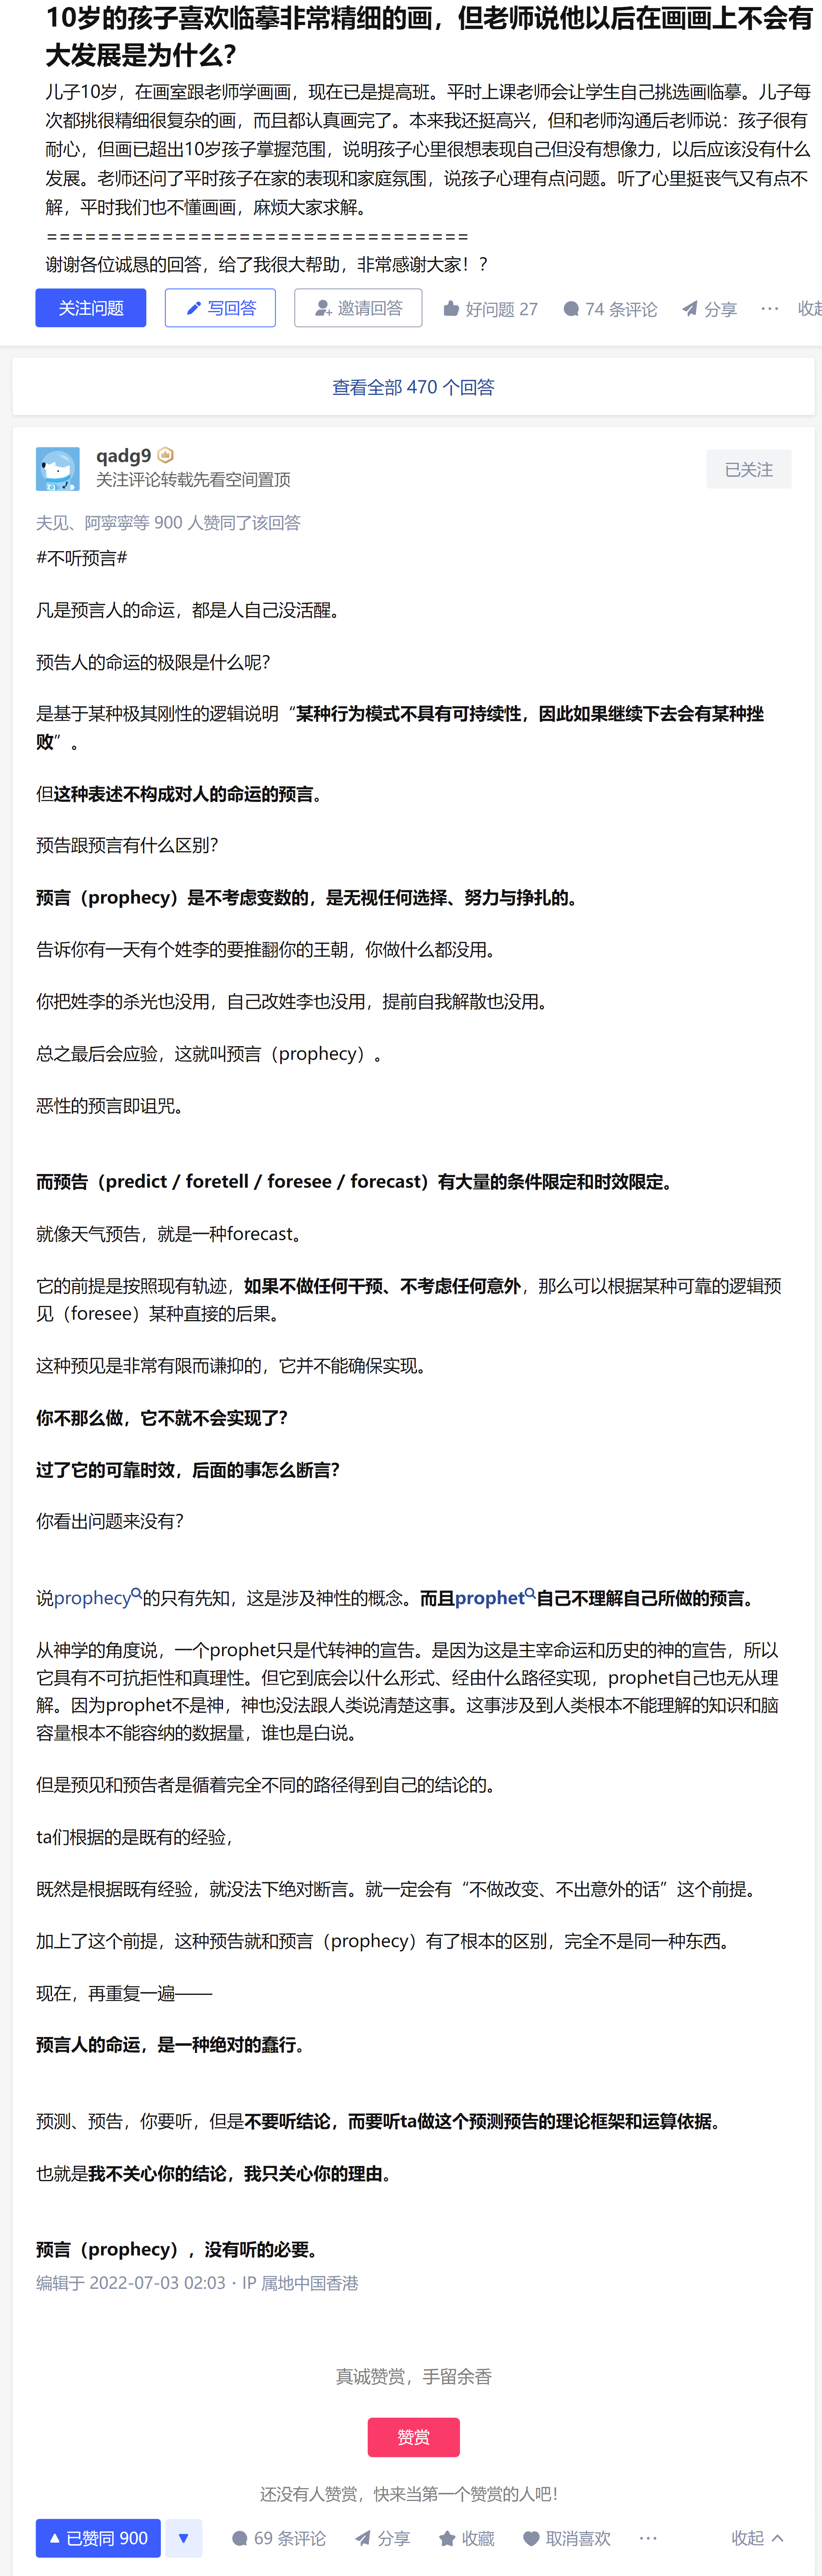 10岁的孩子喜欢临摹非常精细的画，但老师说他以后在画画上不会有
大发展是为什么？
儿子10岁，在画室跟老师学画画，现在已是提高班。平时上课老师会让学生自己挑选画临摹。儿子每
次都挑很精细很复杂的画，而且都认真画完了。本来我还挺高兴，但和老师沟通后老师说：孩子很有
耐心，但画已超出10岁孩子掌握范围，说明孩子心里很想表现自己但没有想像力，以后应该没有什么
发展。老师还问了平时孩子在家的表现和家庭氛围，说孩子心理有点问题。听了心里挺丧气又有点不
解，平时我们也不懂画画，麻烦大家求解。
=================================
谢谢各位诚恳的回答，给了我很大帮助，非常感谢大家！？
关注问题 写回答 邀请回答 好问题 27 74 条评论 分享 ··· 收起
查看全部 470 个回答
qadg9
关注评论转载先看空间置顶
已关注
夫见、阿寧寧等 900 人赞同了该回答
#不听预言#
凡是预言人的命运，都是人自己没活醒。
预告人的命运的极限是什么呢？
是基于某种极其刚性的逻辑说明“某种行为模式不具有可持续性，因此如果继续下去会有某种挫
败”。
但这种表述不构成对人的命运的预言。
预告跟预言有什么区别？
预言（prophecy）是不考虑变数的，是无视任何选择、努力与挣扎的。
告诉你有一天有个姓李的要推翻你的王朝，你做什么都没用。
你把姓李的杀光也没用，自己改姓李也没用，提前自我解散也没用。
总之最后会应验，这就叫预言（prophecy）。
恶性的预言即诅咒。
而预告（predict / foretell / foresee / forecast）有大量的条件限定和时效限定。
就像天气预告，就是一种forecast。
它的前提是按照现有轨迹，如果不做任何干预、不考虑任何意外，那么可以根据某种可靠的逻辑预
见（foresee）某种直接的后果。
这种预见是非常有限而谦抑的，它并不能确保实现。
你不那么做，它不就不会实现了？
过了它的可靠时效，后面的事怎么断言？
你看出问题来没有？
说prophecy的只有先知，这是涉及神性的概念。而且prophet自己不理解自己所做的预言。
从神学的角度说，一个prophet只是代转神的宣告。是因为这是主宰命运和历史的神的宣告，所以
它具有不可抗拒性和真理性。但它到底会以什么形式、经由什么路径实现，prophet自己也无从理
解。因为prophet不是神，神也没法跟人类说清楚这事。这事涉及到人类根本不能理解的知识和脑
容量根本不能容纳的数据量，谁也是白说。
但是预见和预告者是循着完全不同的路径得到自己的结论的。
ta们根据的是既有的经验，
既然是根据既有经验，就没法下绝对断言。就一定会有“不做改变、不出意外的话”这个前提。
加上了这个前提，这种预告就和预言（prophecy）有了根本的区别，完全不是同一种东西。
现在，再重复一遍——
预言人的命运，是一种绝对的蠢行。
预测、预告，你要听，但是不要听结论，而要听ta做这个预测预告的理论框架和运算依据。
也就是我不关心你的结论，我只关心你的理由。
预言（prophecy），没有听的必要。
编辑于 2022-07-03 02:03 · IP 属地中国香港
真诚赞赏，手留余香
赞赏
还没有人赞赏，快来当第一个赞赏的人吧！
已赞同 900 69 条评论 分享 收藏 取消喜欢 ··· 收起